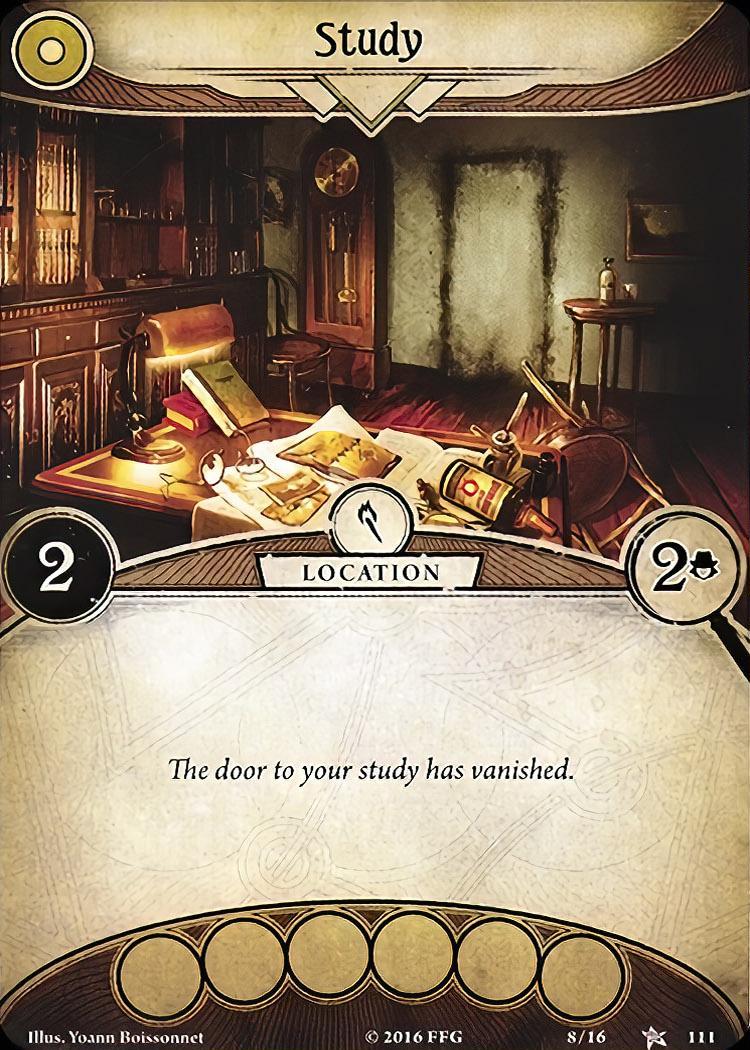 Study
2
2
LOCATION
The door to your study has vanished.
Illus. Yoann Boissonnet
© 2016 FFG
8/16
111